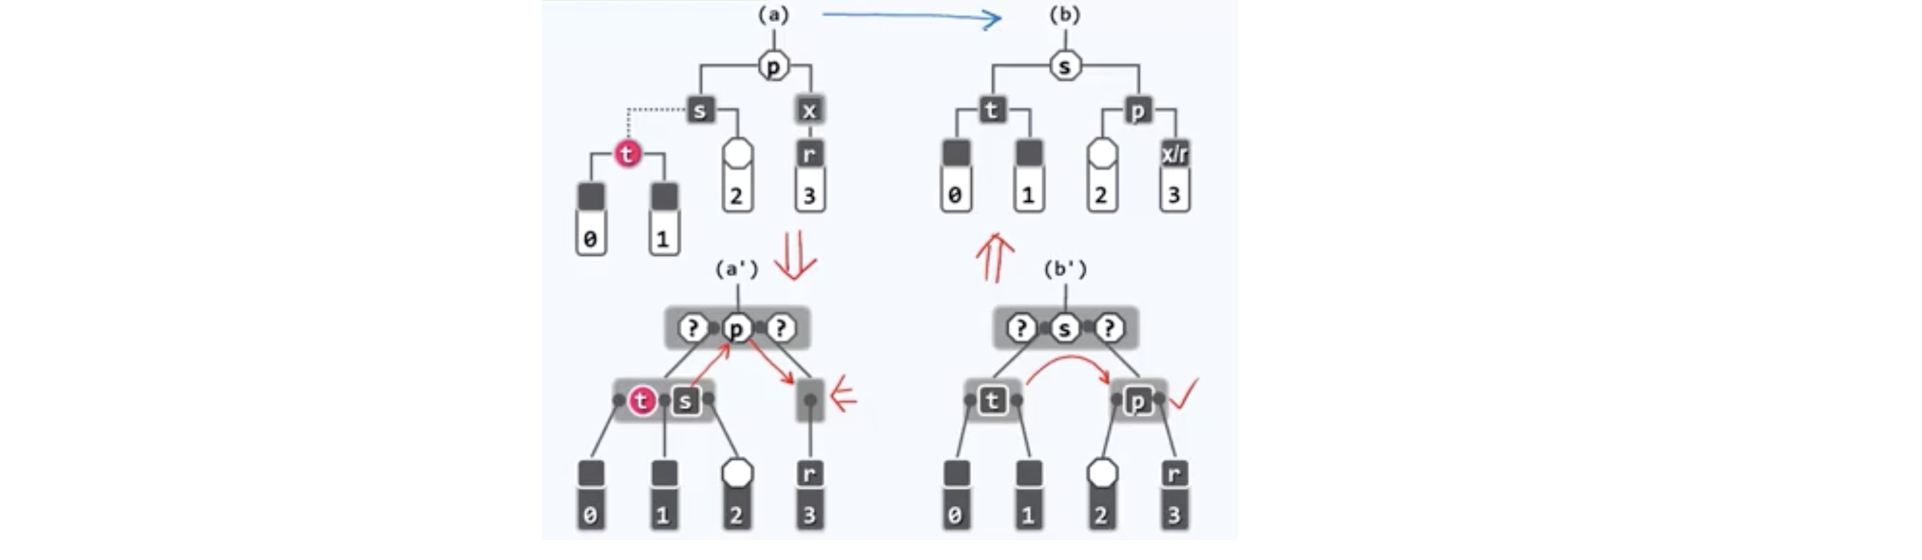 (a) (b)
p s
s x t p
t r x/r
2 3 0 1 2 3
0 1
(a') (b')
? p ? ? s ?
t s t p
r r
0 1 2 3 0 1 2 3